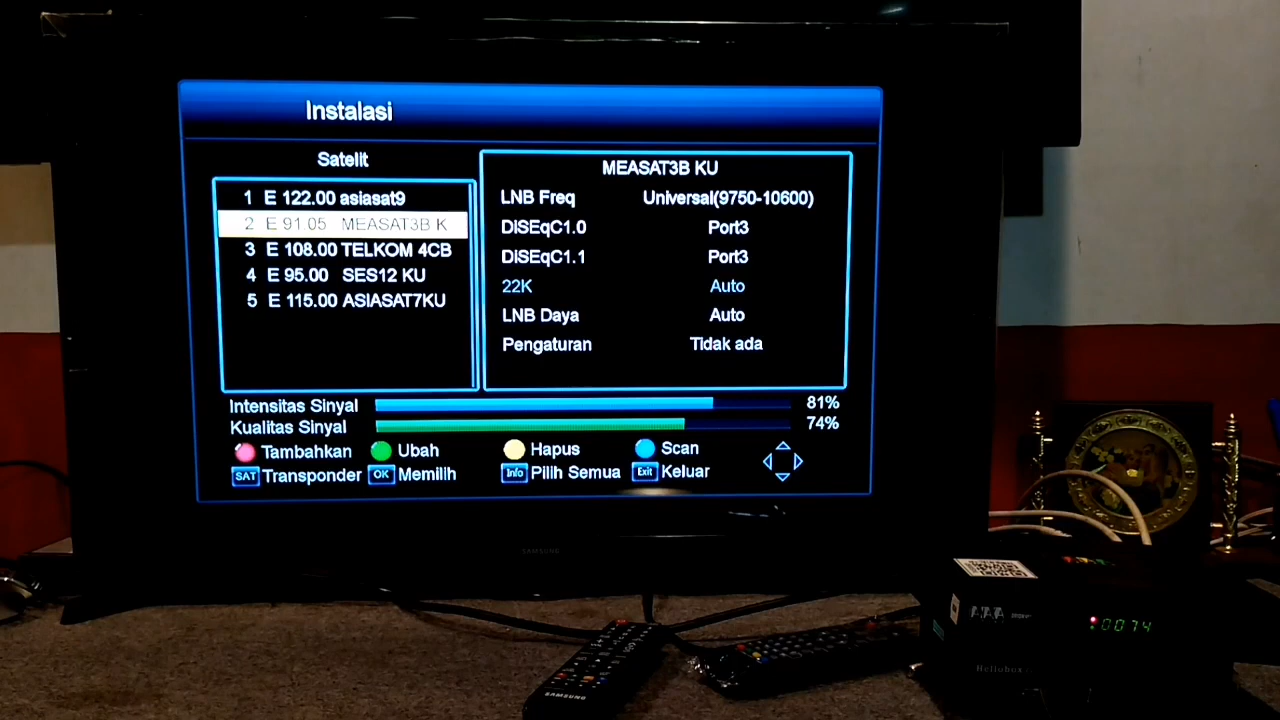 Instalasi
Satelit
1 E 122.00 asiasat9
2 E 91.05 MEASAT3B K
3 E 108.00 TELKOM 4CB
4 E 95.00 SES12 KU
5 E 115.00 ASIASAT7KU
MEASAT3B KU
LNB Freq Universal(9750-10600)
DiSEqC1.0 Port3
DiSEqC1.1 Port3
22K Auto
LNB Daya Auto
Pengaturan Tidak ada
Intensitas Sinyal 81%
Kualitas Sinyal 74%
Tambahkan Ubah Hapus Scan
SAT Transponder OK Memilih Info Pilih Semua Exit Keluar
SAMSUNG
SAMSUNG
0074
Hellobox